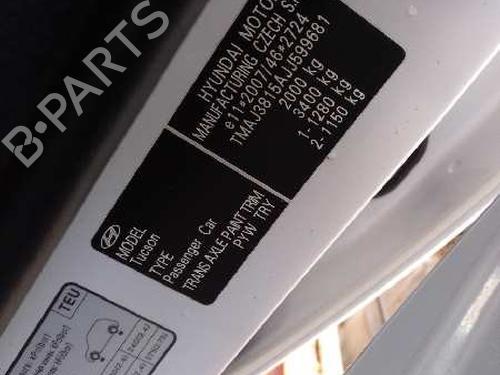 HYUNDAI MOTOR
MANUFACTURING CZECH S.R
e11*2007/46*2724
TMAJ3815AJJ599681
2000 kg
3400 kg
1-1280 kg
2-1150 kg
MODEL
Tucson
TYPE
Passenger Car
TRANS AXLE PAINT TRIM
PYW TRY
TEU
B-PARTS